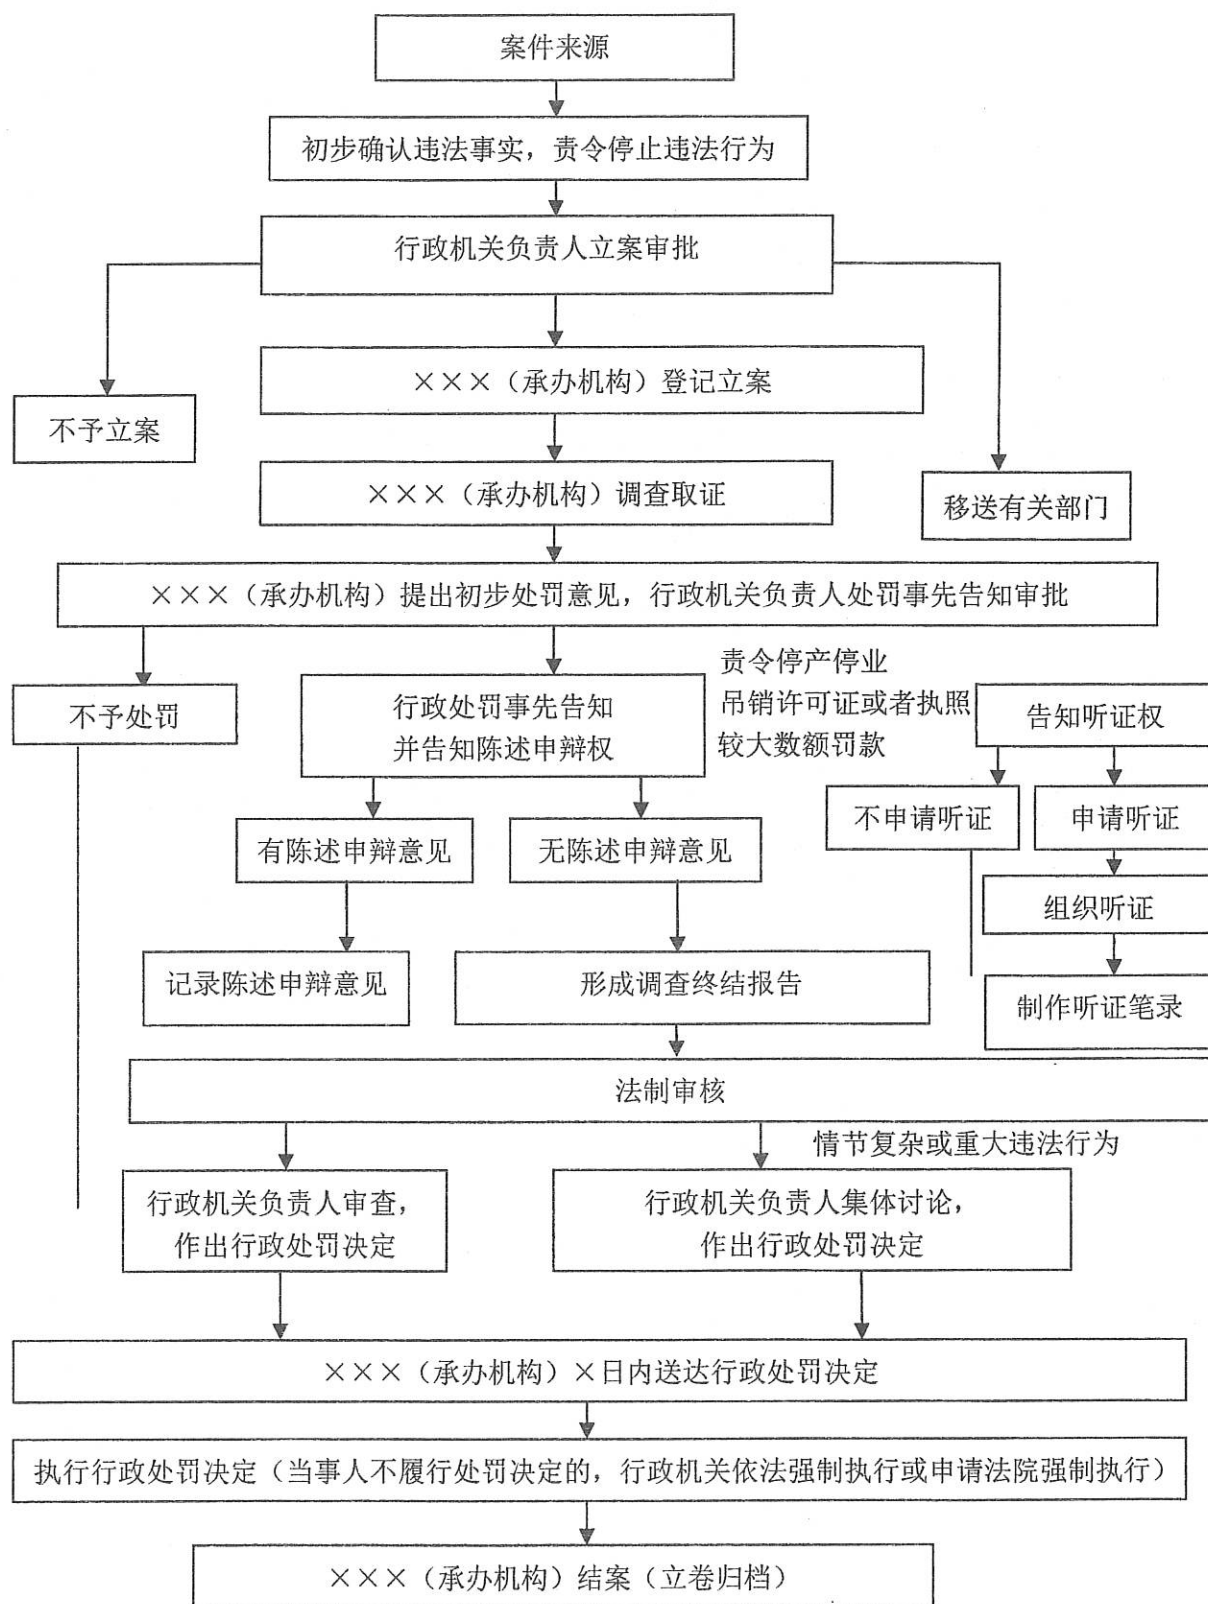 案件来源
初步确认违法事实，责令停止违法行为
行政机关负责人立案审批
×××（承办机构）登记立案
不予立案
×××（承办机构）调查取证
移送有关部门
×××（承办机构）提出初步处罚意见，行政机关负责人处罚事先告知审批
不予处罚
行政处罚事先告知
并告知陈述申辩权
责令停产停业
吊销许可证或者执照
较大数额罚款
告知听证权
有陈述申辩意见
无陈述申辩意见
不申请听证
申请听证
组织听证
记录陈述申辩意见
形成调查终结报告
制作听证笔录
法制审核
情节复杂或重大违法行为
行政机关负责人审查，
作出行政处罚决定
行政机关负责人集体讨论，
作出行政处罚决定
×××（承办机构）×日内送达行政处罚决定
执行行政处罚决定（当事人不履行处罚决定的，行政机关依法强制执行或申请法院强制执行）
×××（承办机构）结案（立卷归档）